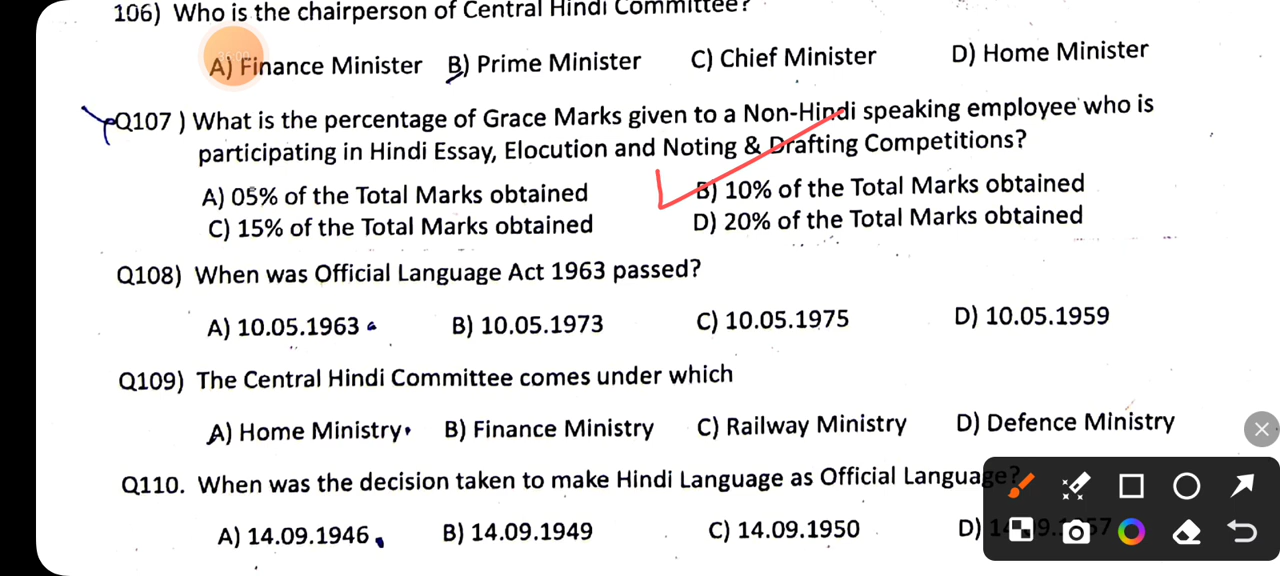 106) Who is the chairperson of Central Hindi Committee?
A) Finance Minister B) Prime Minister C) Chief Minister D) Home Minister
Q107 ) What is the percentage of Grace Marks given to a Non-Hindi speaking employee who is
participating in Hindi Essay, Elocution and Noting & Drafting Competitions?
A) 05% of the Total Marks obtained B) 10% of the Total Marks obtained
C) 15% of the Total Marks obtained D) 20% of the Total Marks obtained
Q108) When was Official Language Act 1963 passed?
A) 10.05.1963 B) 10.05.1973 C) 10.05.1975 D) 10.05.1959
Q109) The Central Hindi Committee comes under which
A) Home Ministry B) Finance Ministry C) Railway Ministry D) Defence Ministry
Q110. When was the decision taken to make Hindi Language as Official Language?
A) 14.09.1946 B) 14.09.1949 C) 14.09.1950 D)